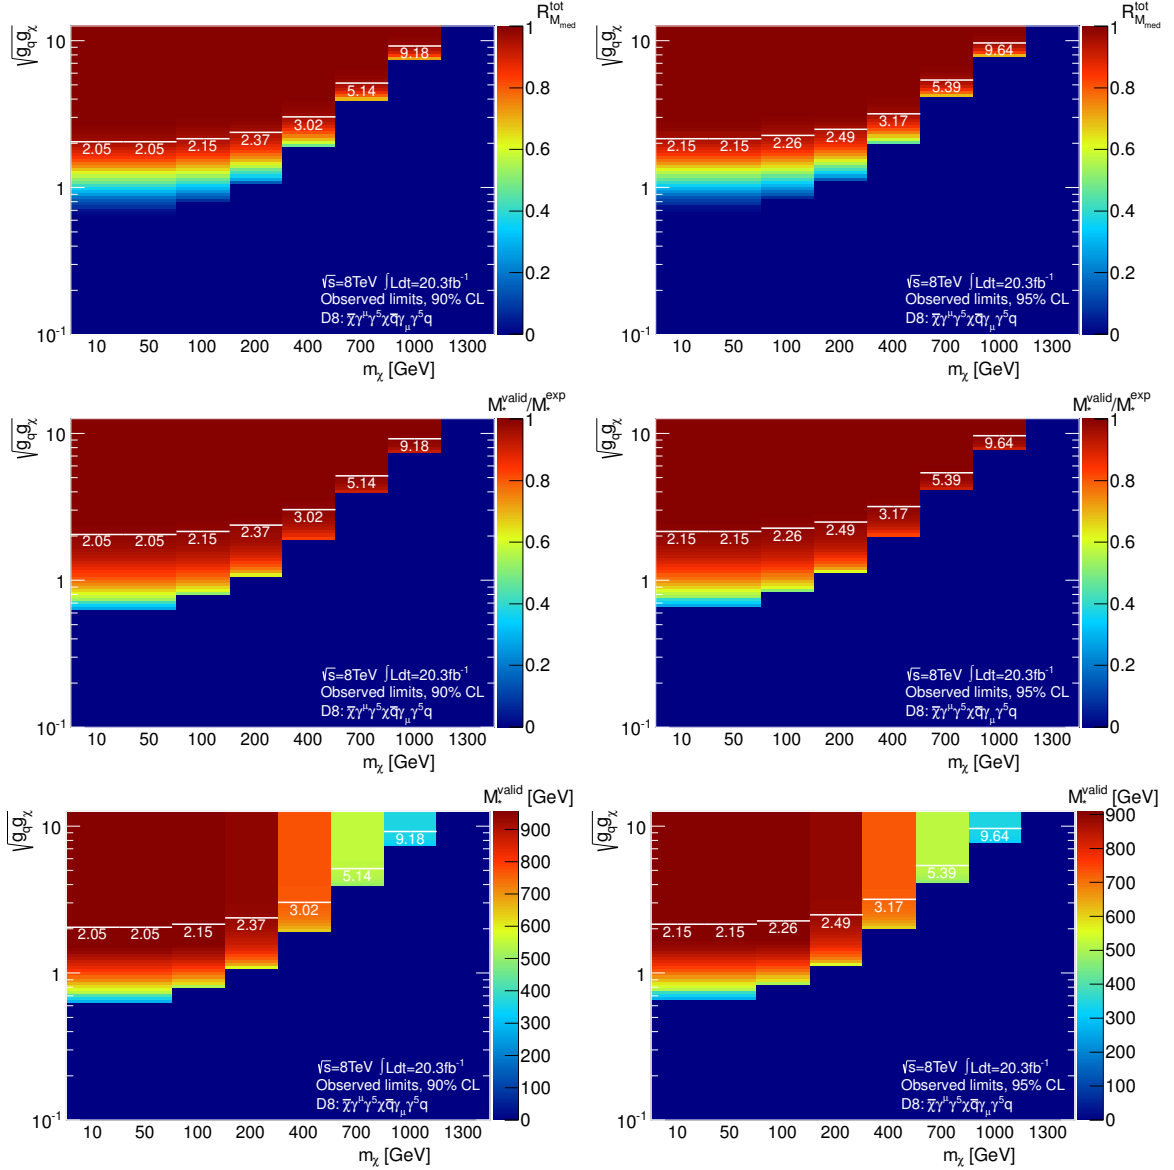 R^tot_M_med
√g_q g_χ
10
1
10^-1
9.18
5.14
3.02
2.37
2.15
2.05 2.05
√s=8TeV ∫Ldt=20.3fb^-1
Observed limits, 90% CL
D8: χ̅γ^μγ^5χq̅γ_μγ^5q
10 50 100 200 400 700 1000 1300
m_χ [GeV]
1
0.8
0.6
0.4
0.2
0
R^tot_M_med
√g_q g_χ
10
1
10^-1
9.64
5.39
3.17
2.49
2.26
2.15 2.15
√s=8TeV ∫Ldt=20.3fb^-1
Observed limits, 95% CL
D8: χ̅γ^μγ^5χq̅γ_μγ^5q
10 50 100 200 400 700 1000 1300
m_χ [GeV]
1
0.8
0.6
0.4
0.2
0
M_*^valid/M_*^exp
√g_q g_χ
10
1
10^-1
9.18
5.14
3.02
2.37
2.15
2.05 2.05
√s=8TeV ∫Ldt=20.3fb^-1
Observed limits, 90% CL
D8: χ̅γ^μγ^5χq̅γ_μγ^5q
10 50 100 200 400 700 1000 1300
m_χ [GeV]
1
0.8
0.6
0.4
0.2
0
M_*^valid/M_*^exp
√g_q g_χ
10
1
10^-1
9.64
5.39
3.17
2.49
2.26
2.15 2.15
√s=8TeV ∫Ldt=20.3fb^-1
Observed limits, 95% CL
D8: χ̅γ^μγ^5χq̅γ_μγ^5q
10 50 100 200 400 700 1000 1300
m_χ [GeV]
1
0.8
0.6
0.4
0.2
0
M_*^valid [GeV]
√g_q g_χ
10
1
10^-1
9.18
5.14
3.02
2.37
2.15
2.05 2.05
√s=8TeV ∫Ldt=20.3fb^-1
Observed limits, 90% CL
D8: χ̅γ^μγ^5χq̅γ_μγ^5q
10 50 100 200 400 700 1000 1300
m_χ [GeV]
900
800
700
600
500
400
300
200
100
0
M_*^valid [GeV]
√g_q g_χ
10
1
10^-1
9.64
5.39
3.17
2.49
2.26
2.15 2.15
√s=8TeV ∫Ldt=20.3fb^-1
Observed limits, 95% CL
D8: χ̅γ^μγ^5χq̅γ_μγ^5q
10 50 100 200 400 700 1000 1300
m_χ [GeV]
900
800
700
600
500
400
300
200
100
0